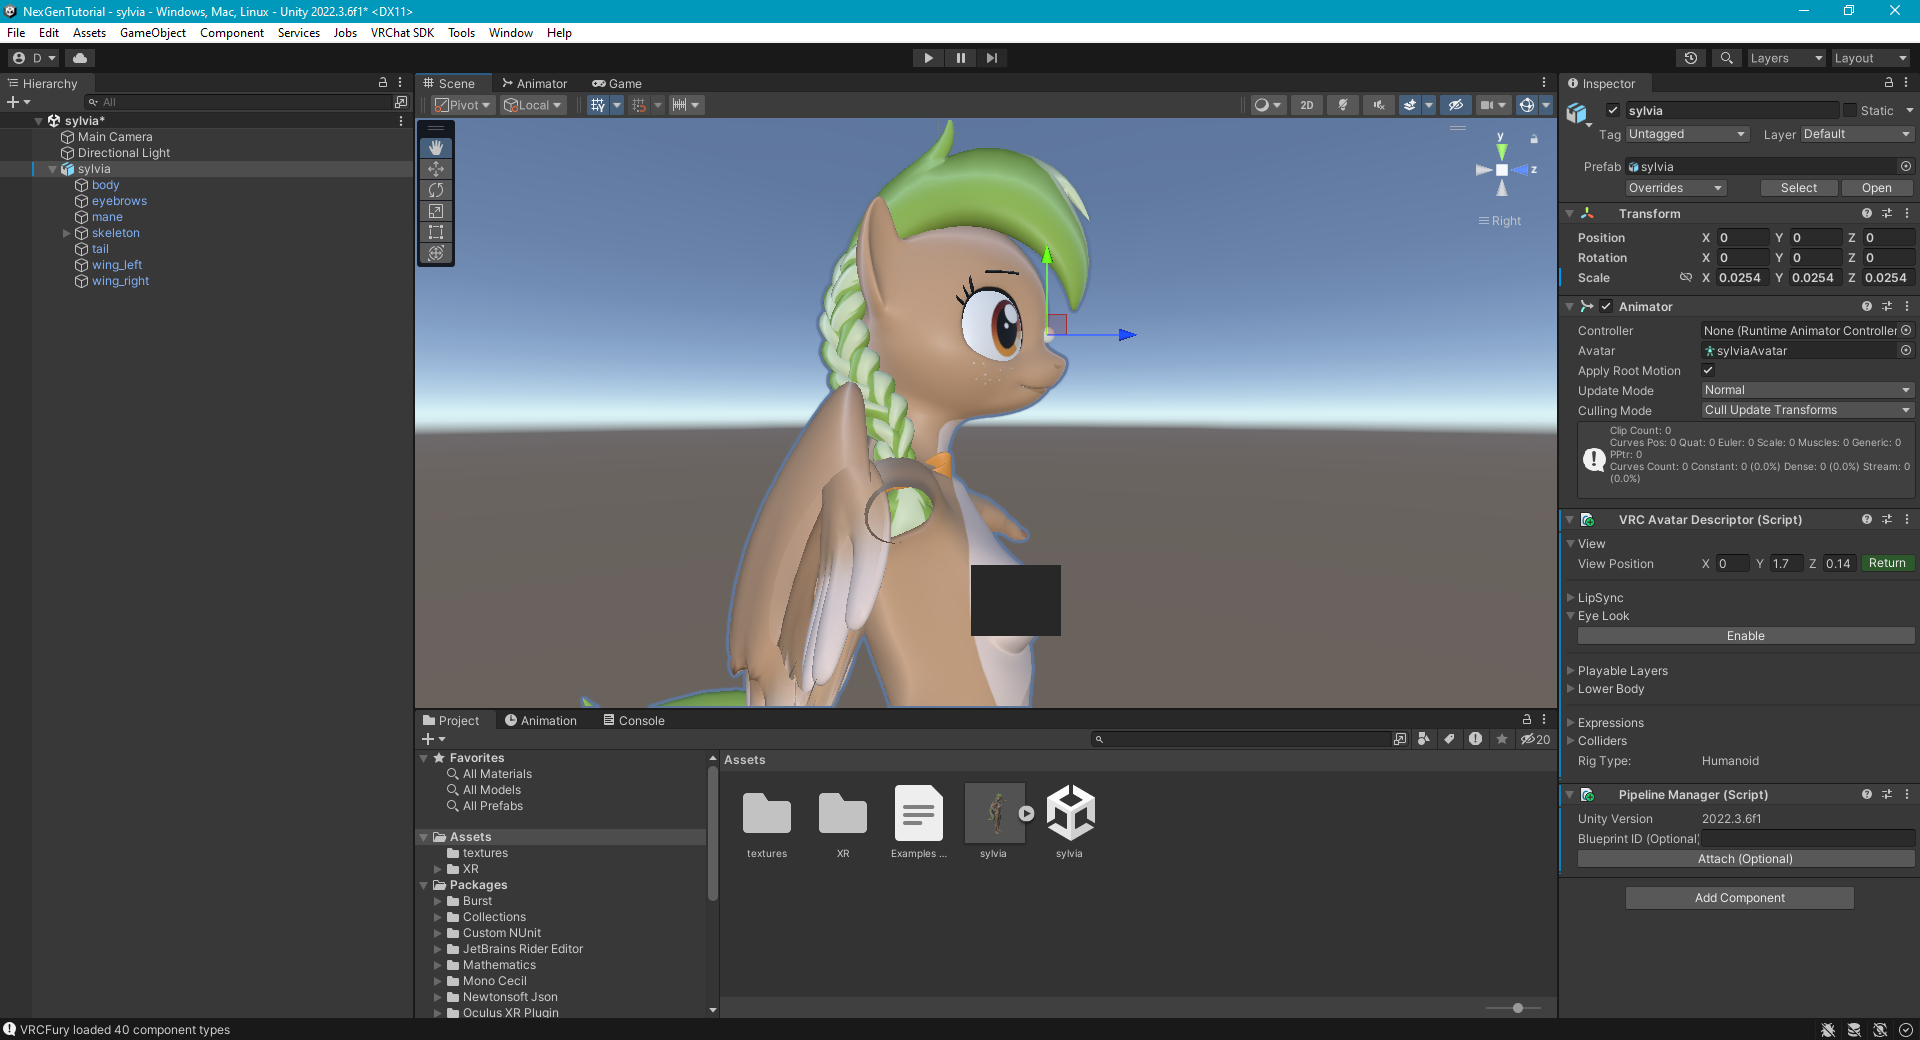 NexGenTutorial - sylvia - Windows, Mac, Linux - Unity 2022.3.6f1* <DX11>
File Edit Assets GameObject Component Services Jobs VRChat SDK Tools Window Help
D
Layers
Layout
Hierarchy
All
sylvia*
Main Camera
Directional Light
sylvia
body
eyebrows
mane
skeleton
tail
wing_left
wing_right
Scene Animator Game
Pivot Local
2D
y
z
Right
Project Animation Console
20
Favorites
All Materials
All Models
All Prefabs
Assets
textures
XR
Packages
Burst
Collections
Custom NUnit
JetBrains Rider Editor
Mathematics
Mono Cecil
Newtonsoft Json
Oculus XR Plugin
Assets
textures
XR
Examples ...
sylvia
sylvia
Inspector
sylvia
Static
Tag Untagged Layer Default
Prefab sylvia
Overrides Select Open
Transform
Position X 0 Y 0 Z 0
Rotation X 0 Y 0 Z 0
Scale X 0.0254 Y 0.0254 Z 0.0254
Animator
Controller None (Runtime Animator Controller
Avatar sylviaAvatar
Apply Root Motion
Update Mode Normal
Culling Mode Cull Update Transforms
Clip Count: 0
Curves Pos: 0 Quat: 0 Euler: 0 Scale: 0 Muscles: 0 Generic: 0
PPtr: 0
Curves Count: 0 Constant: 0 (0.0%) Dense: 0 (0.0%) Stream: 0
(0.0%)
VRC Avatar Descriptor (Script)
View
View Position X 0 Y 1.7 Z 0.14 Return
LipSync
Eye Look
Enable
Playable Layers
Lower Body
Expressions
Colliders
Rig Type: Humanoid
Pipeline Manager (Script)
Unity Version 2022.3.6f1
Blueprint ID (Optional)
Attach (Optional)
Add Component
VRCFury loaded 40 component types